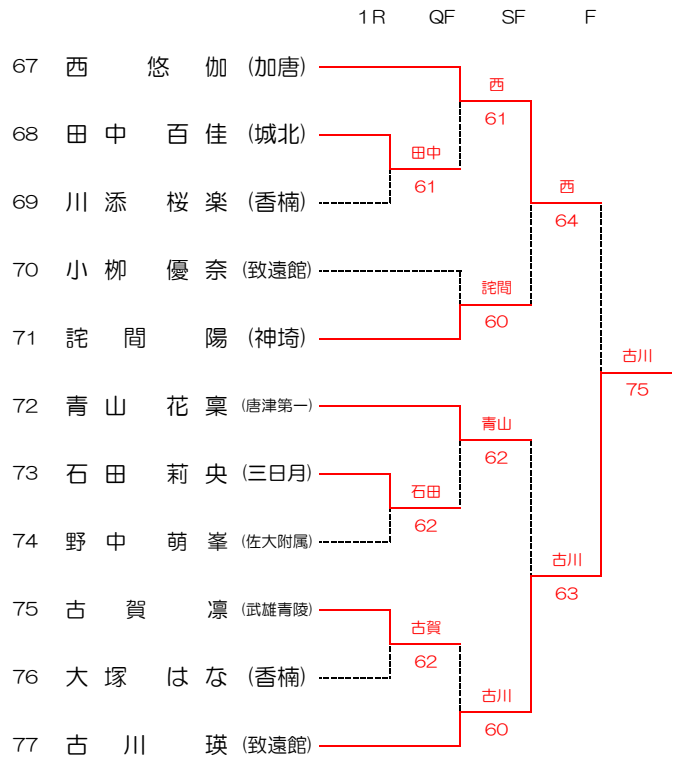 1R QF SF F
67 西 悠 伽 (加唐)
西
68 田 中 百 佳 (城北)
61
田中
61
69 川 添 桜 楽 (香楠)
西
64
70 小 栁 優 奈 (致遠館)
詫間
60
71 詫 間 陽 (神埼)
古川
75
72 青 山 花 稟 (唐津第一)
青山
62
73 石 田 莉 央 (三日月)
石田
62
74 野 中 萌 峯 (佐大附属)
古川
63
75 古 賀 凛 (武雄青陵)
古賀
62
76 大 塚 は な (香楠)
古川
60
77 古 川 瑛 (致遠館)